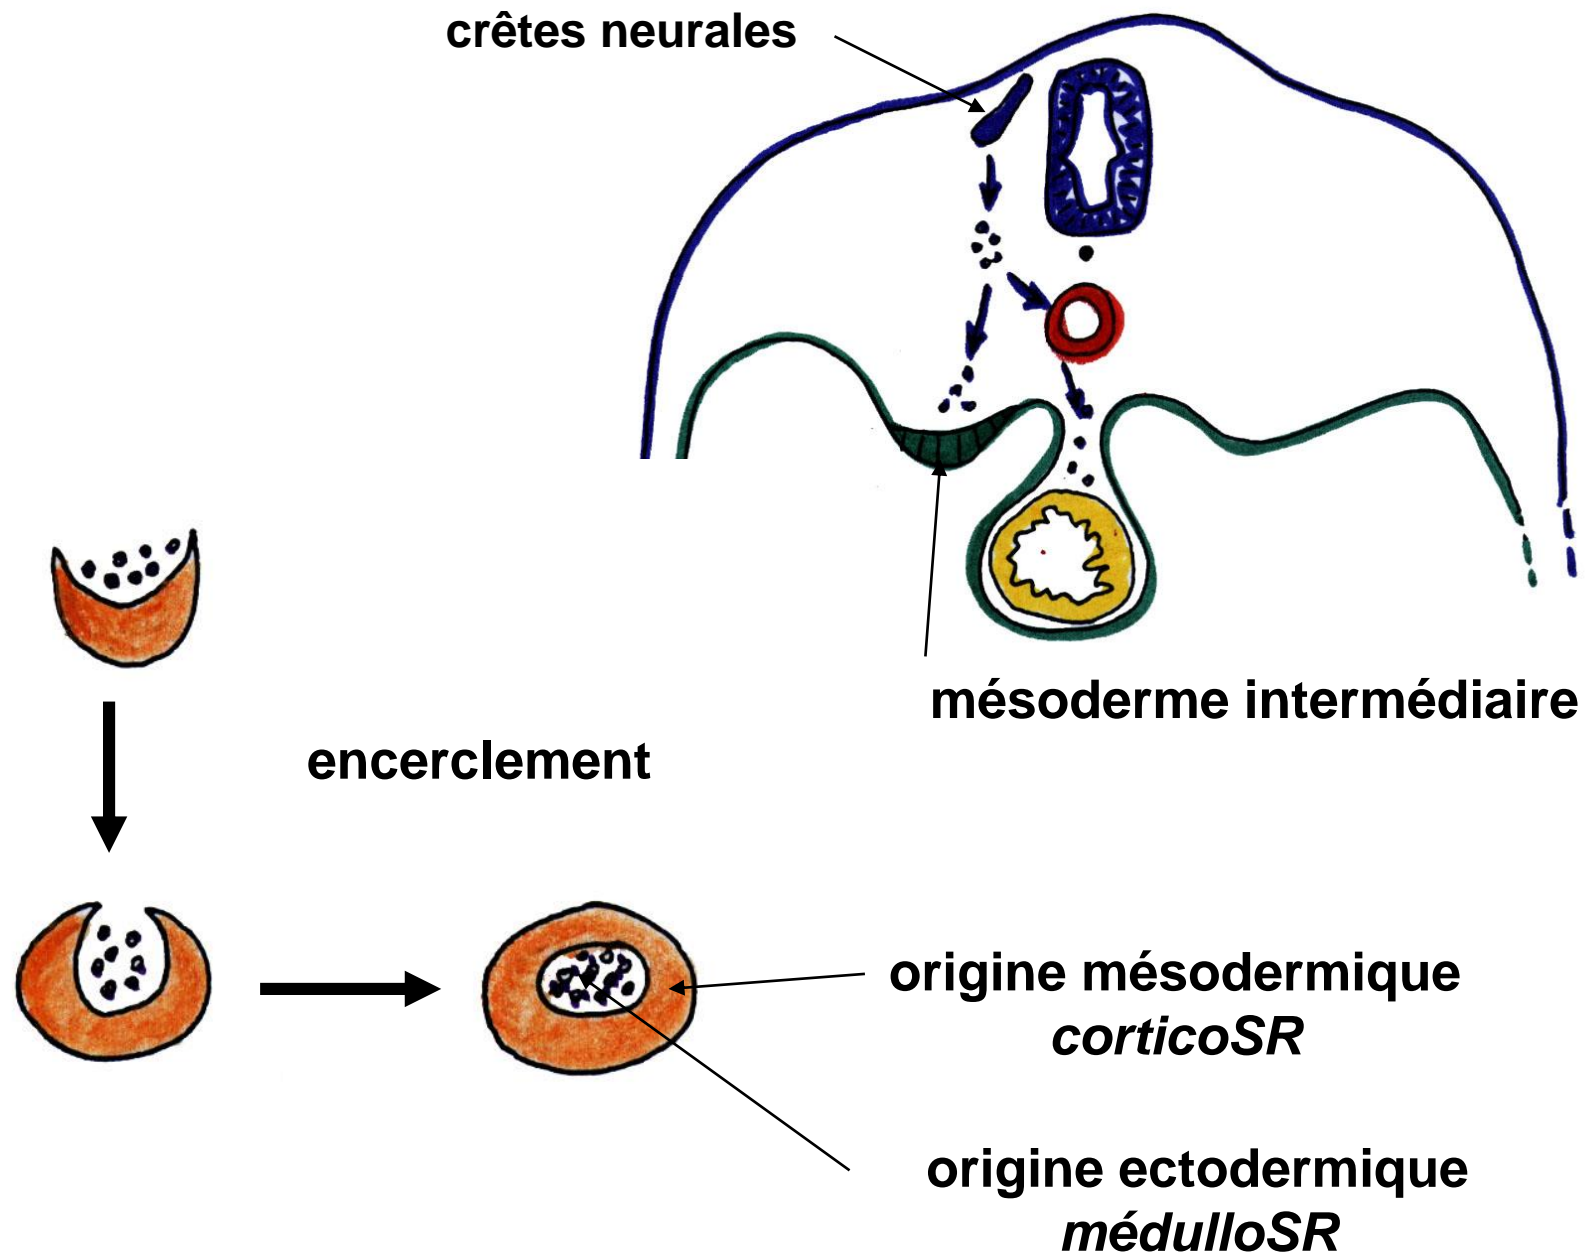 crêtes neurales
mésoderme intermédiaire
encerclement
origine mésodermique
corticoSR
origine ectodermique
médulloSR